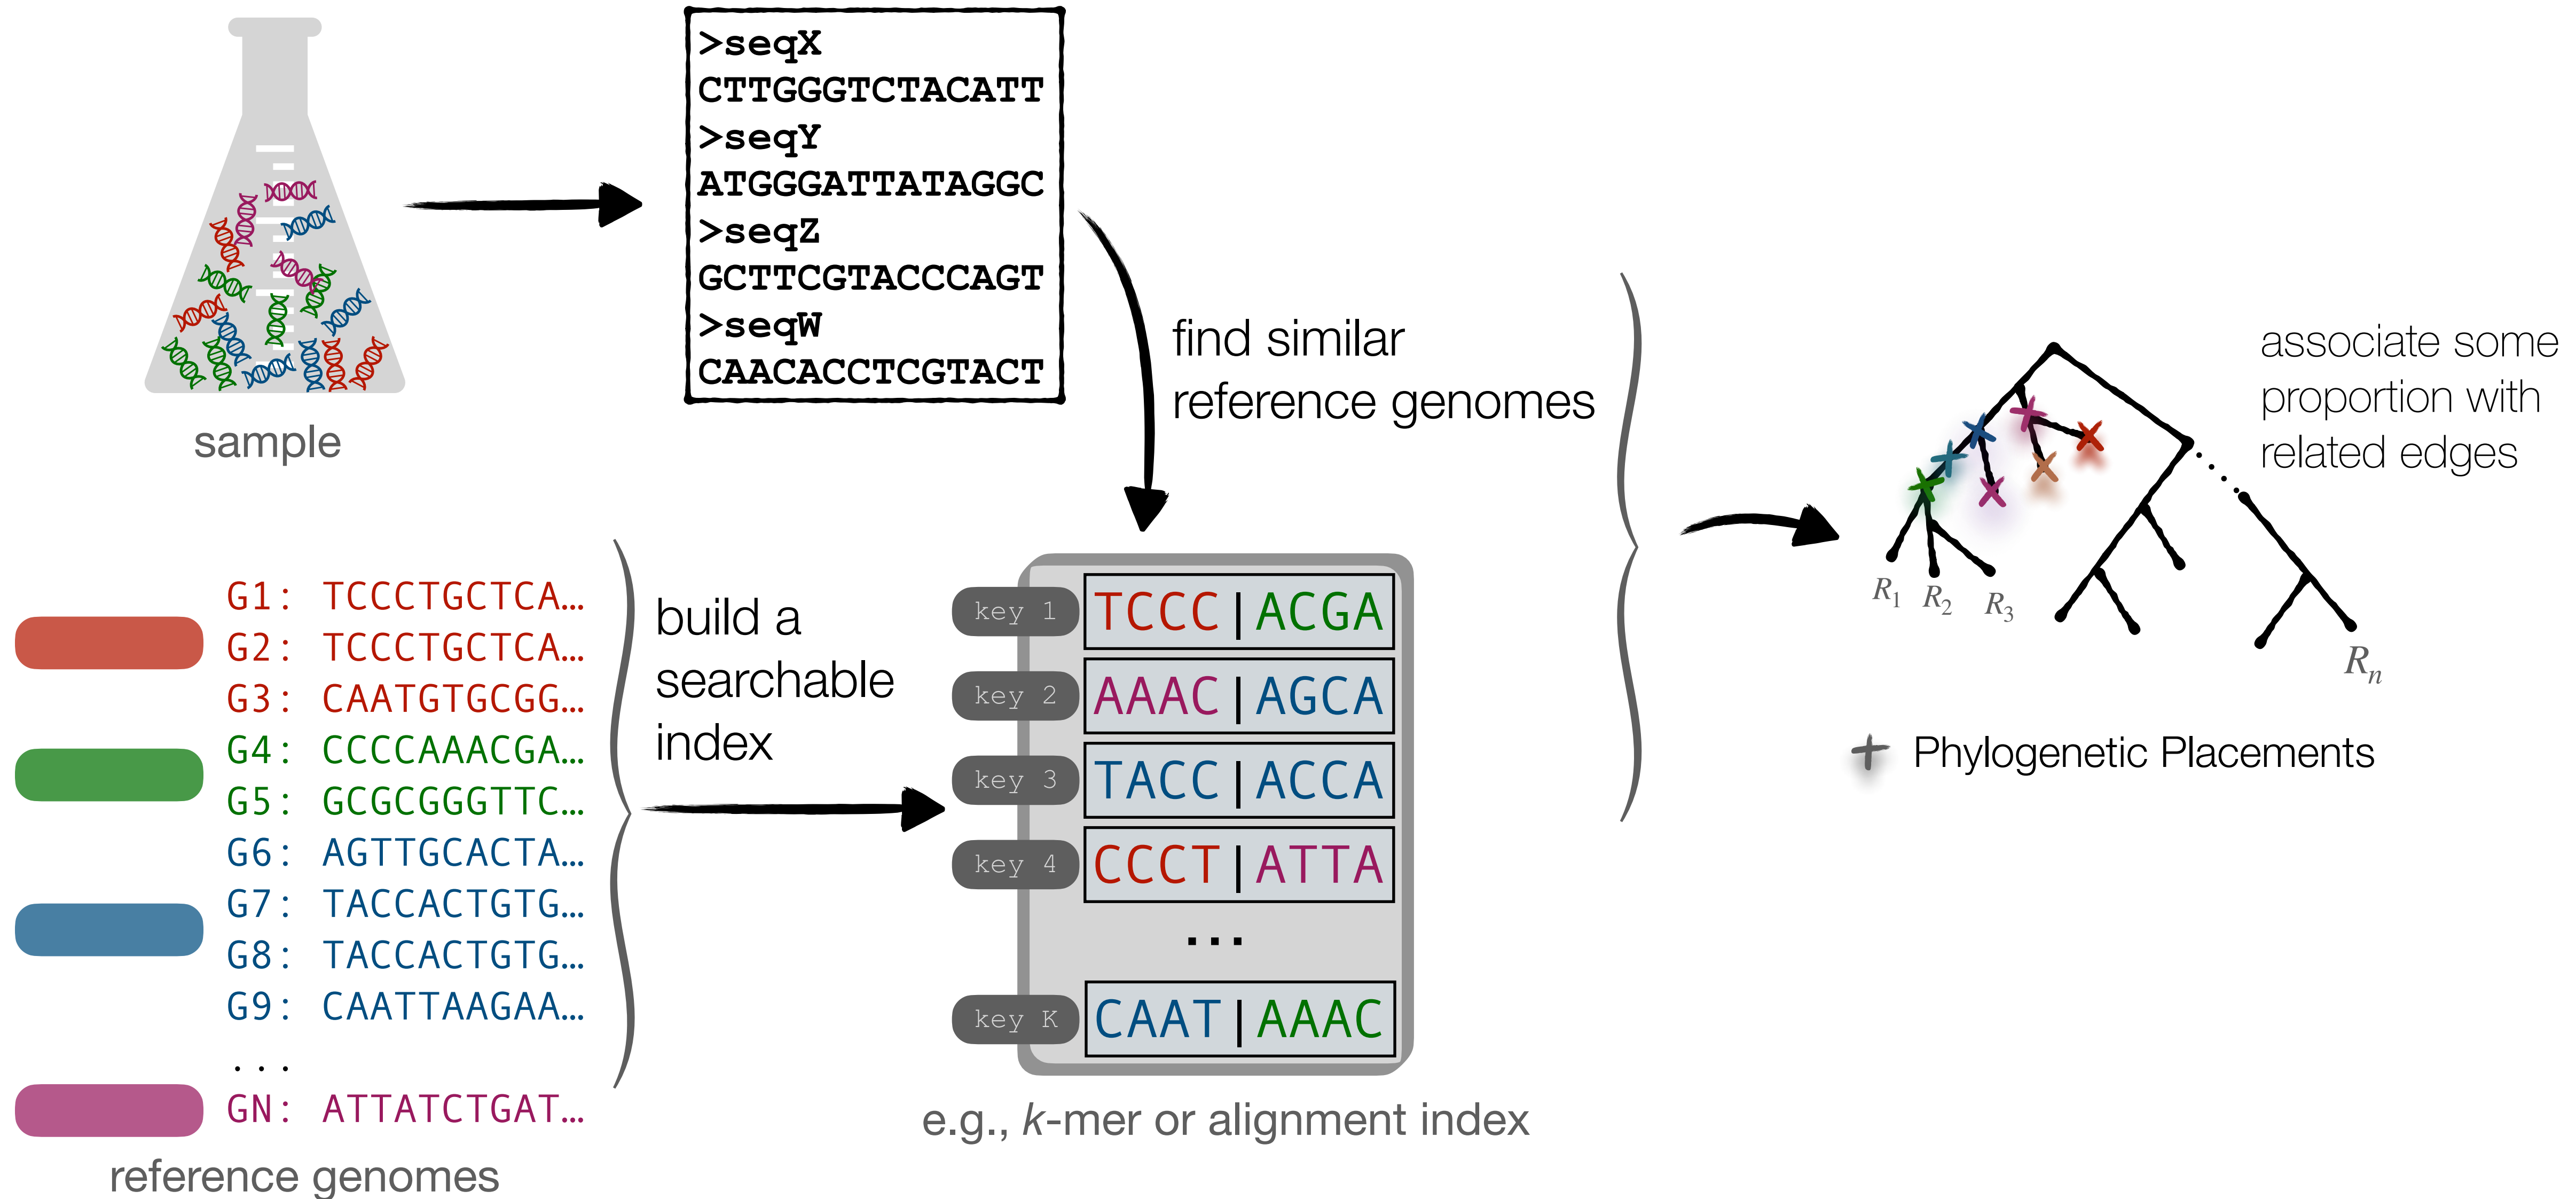 >seqX
CTTGGGTCTACATT
>seqY
ATGGGATTATAGGC
>seqZ
GCTTCGTACCCAGT
>seqW
CAACACCTCGTACT
sample
find similar
reference genomes
associate some
proportion with
related edges
G1: TCCCTGCTCA…
G2: TCCCTGCTCA…
G3: CAATGTGCGG…
G4: CCCCAAACGA…
G5: GCGCGGGTTC…
G6: AGTTGCACTA…
G7: TACCACTGTG…
G8: TACCACTGTG…
G9: CAATTAAGAA…
...
GN: ATTATCTGAT…
reference genomes
build a
searchable
index
key 1 TCCC|ACGA
key 2 AAAC|AGCA
key 3 TACC|ACCA
key 4 CCCT|ATTA
...
key K CAAT|AAAC
e.g., k-mer or alignment index
R1 R2 R3
Rn
Phylogenetic Placements